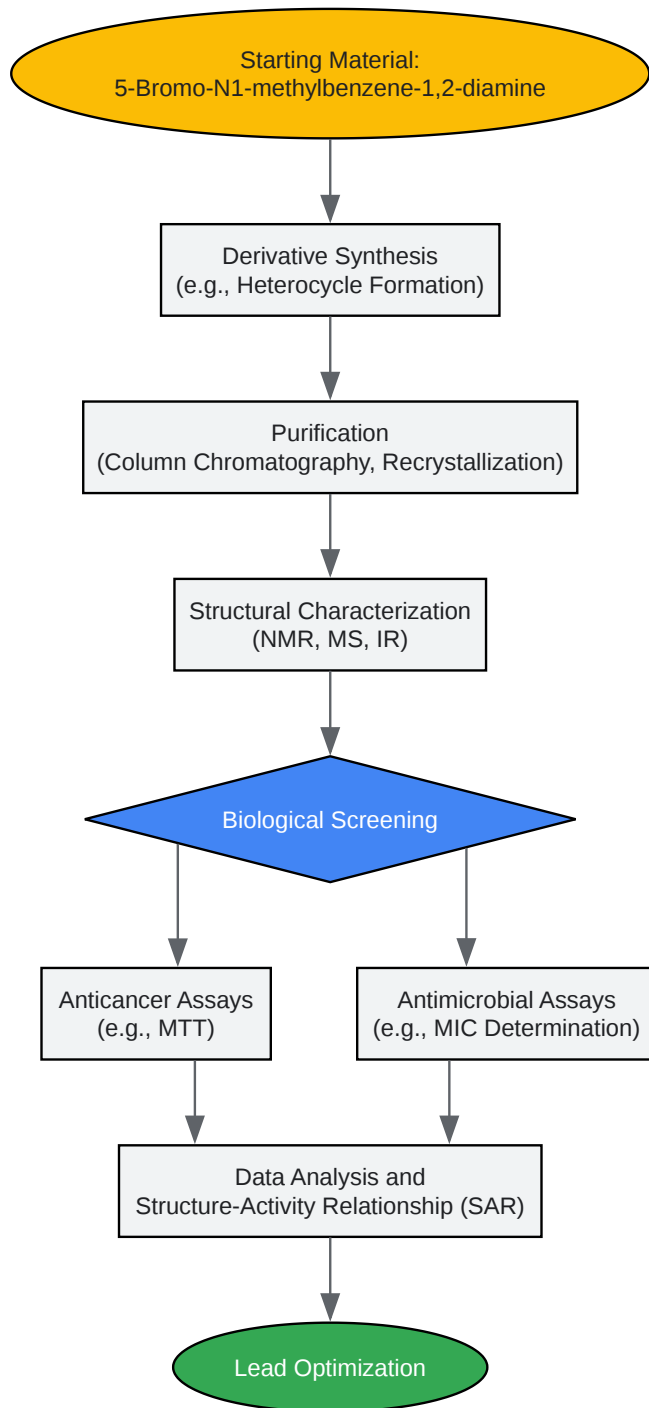 Starting Material:
5-Bromo-N1-methylbenzene-1,2-diamine
Derivative Synthesis
(e.g., Heterocycle Formation)
Purification
(Column Chromatography, Recrystallization)
Structural Characterization
(NMR, MS, IR)
Biological Screening
Anticancer Assays
(e.g., MTT)
Antimicrobial Assays
(e.g., MIC Determination)
Data Analysis and
Structure-Activity Relationship (SAR)
Lead Optimization